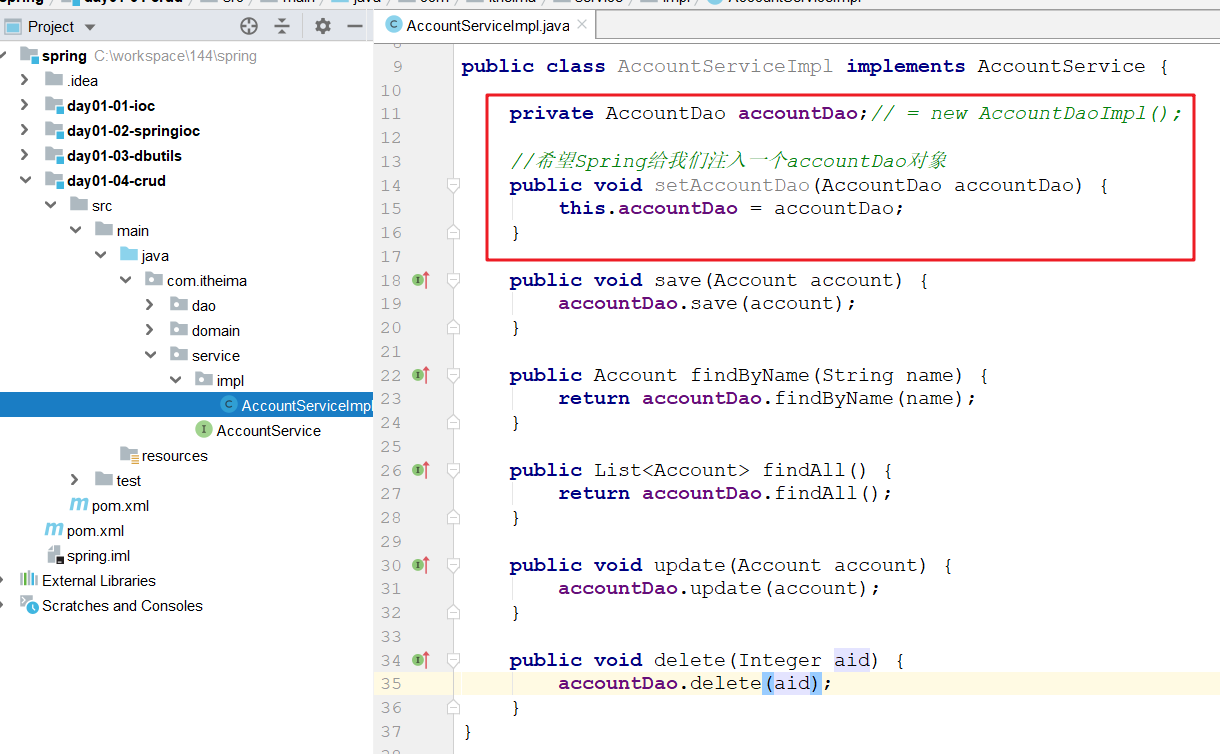 Project
AccountServiceImpl.java
spring C:\workspace\144\spring
.idea
day01-01-ioc
day01-02-springioc
day01-03-dbutils
day01-04-crud
src
main
java
com.itheima
dao
domain
service
impl
AccountServiceImpl
AccountService
resources
test
pom.xml
pom.xml
spring.iml
External Libraries
Scratches and Consoles
9 public class AccountServiceImpl implements AccountService {
10
11 private AccountDao accountDao;// = new AccountDaoImpl();
12
13 //希望Spring给我们注入一个accountDao对象
14 public void setAccountDao(AccountDao accountDao) {
15 this.accountDao = accountDao;
16 }
17
18 public void save(Account account) {
19 accountDao.save(account);
20 }
21
22 public Account findByName(String name) {
23 return accountDao.findByName(name);
24 }
25
26 public List<Account> findAll() {
27 return accountDao.findAll();
28 }
29
30 public void update(Account account) {
31 accountDao.update(account);
32 }
33
34 public void delete(Integer aid) {
35 accountDao.delete(aid);
36 }
37 }